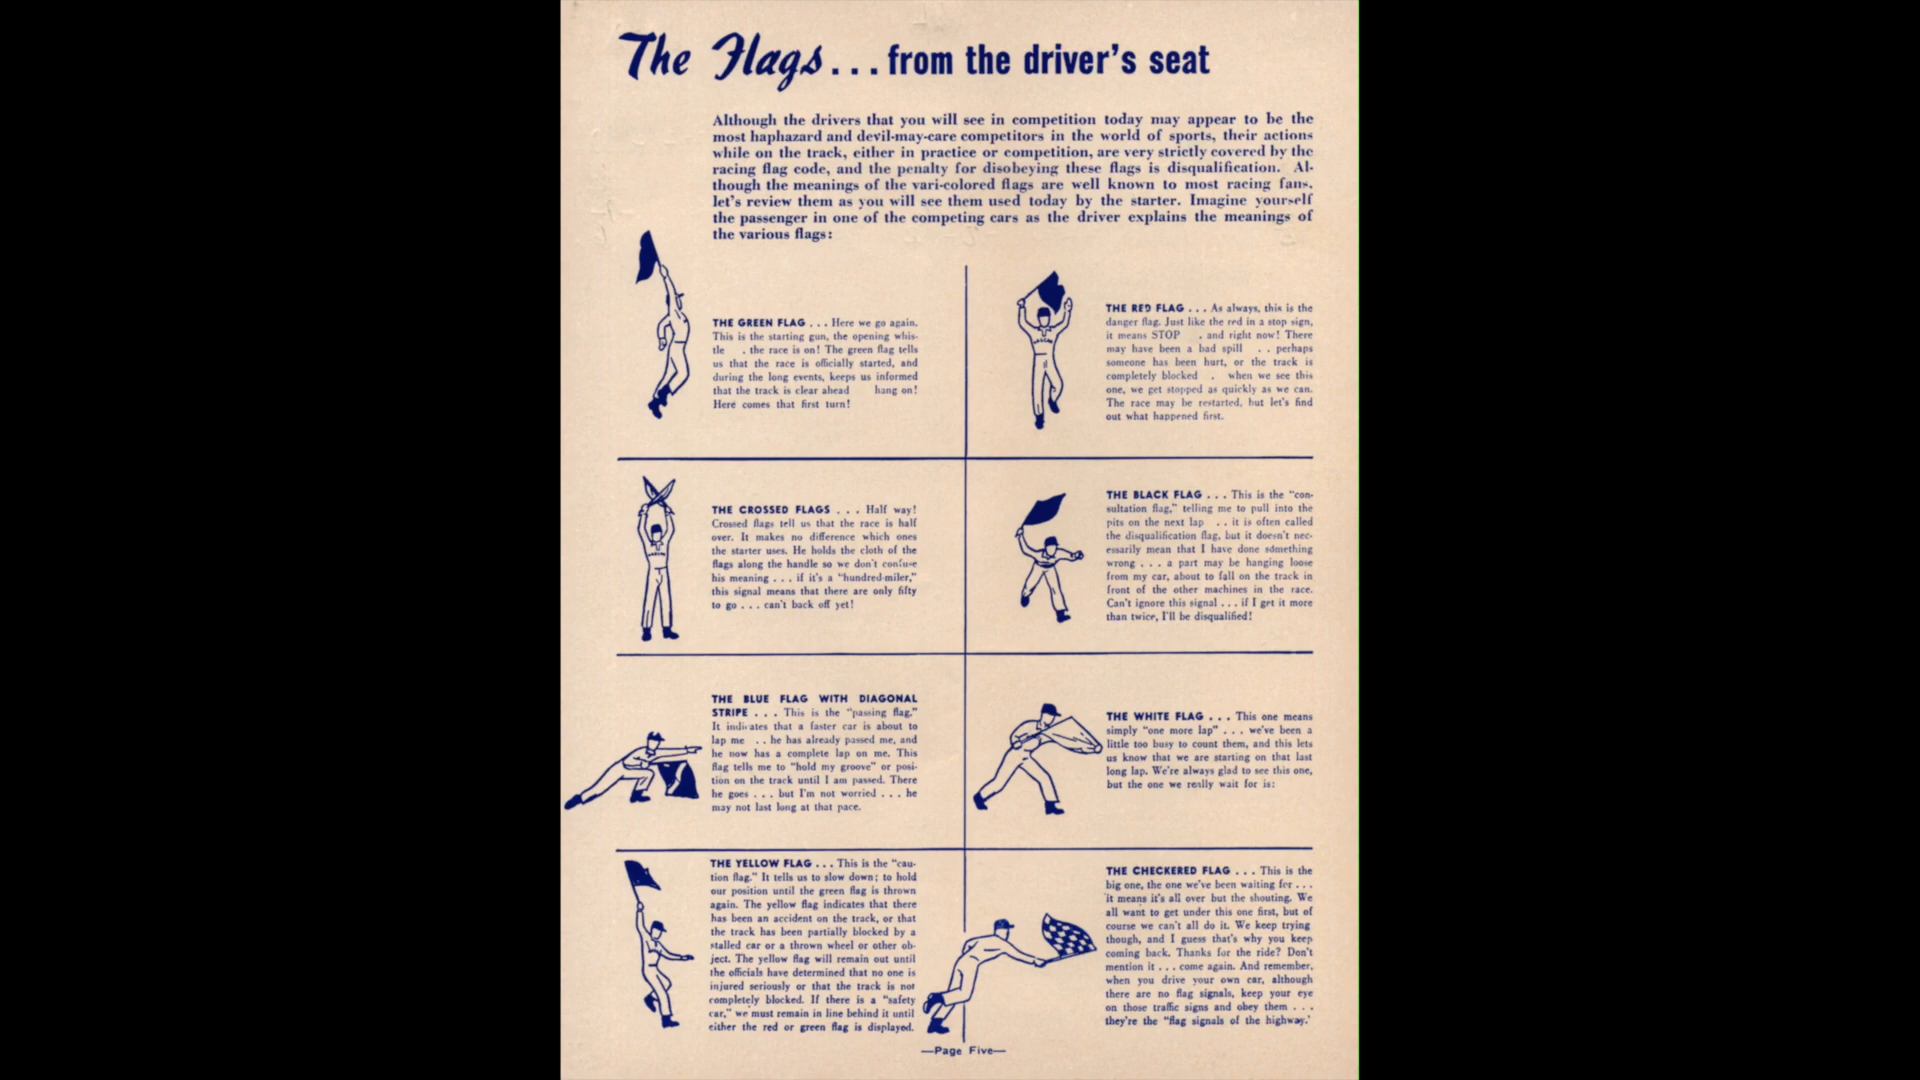 The Flags... from the driver's seat
Although the drivers that you will see in competition today may appear to be the
most haphazard and devil-may-care competitors in the world of sports, their actions
while on the track, either in practice or competition, are very strictly covered by the
racing flag code, and the penalty for disobeying these flags is disqualification. Al-
though the meanings of the vari-colored flags are well known to most racing fans,
let's review them as you will see them used today by the starter. Imagine yourself
the passenger in one of the competing cars as the driver explains the meanings of
the various flags:
THE GREEN FLAG . . . Here we go again.
This is the starting gun, the opening whis-
tle . the race is on! The green flag tells
us that the race is officially started, and
during the long events, keeps us informed
that the track is clear ahead hang on!
Here comes that first turn!
THE RED FLAG . . . As always, this is the
danger flag. Just like the red in a stop sign,
it means STOP . and right now! There
may have been a bad spill . . perhaps
someone has been hurt, or the track is
completely blocked . when we see this
one, we get stopped as quickly as we can.
The race may be restarted, but let's find
out what happened first.
THE CROSSED FLAGS . . . Half way!
Crossed flags tell us that the race is half
over. It makes no difference which ones
the starter uses. He holds the cloth of the
flags along the handle so we don't confuse
his meaning . . . if it's a "hundred-miler,"
this signal means that there are only fifty
to go . . . can't back off yet!
THE BLACK FLAG . . . This is the "con-
sultation flag," telling me to pull into the
pits on the next lap . . it is often called
the disqualification flag, but it doesn't nec-
essarily mean that I have done something
wrong . . . a part may be hanging loose
from my car, about to fall on the track in
front of the other machines in the race.
Can't ignore this signal . . . if I get it more
than twice, I'll be disqualified!
THE BLUE FLAG WITH DIAGONAL
STRIPE . . . This is the "passing flag."
It indicates that a faster car is about to
lap me . . he has already passed me, and
he now has a complete lap on me. This
flag tells me to "hold my groove" or posi-
tion on the track until I am passed. There
he goes . . . but I'm not worried . . . he
may not last long at that pace.
THE WHITE FLAG . . . This one means
simply "one more lap" . . . we've been a
little too busy to count them, and this lets
us know that we are starting on that last
long lap. We're always glad to see this one,
but the one we really wait for is:
THE YELLOW FLAG . . . This is the "cau-
tion flag." It tells us to slow down; to hold
our position until the green flag is thrown
again. The yellow flag indicates that there
has been an accident on the track, or that
the track has been partially blocked by a
stalled car or a thrown wheel or other ob-
ject. The yellow flag will remain out until
the officials have determined that no one is
injured seriously or that the track is not
completely blocked. If there is a "safety
car," we must remain in line behind it until
either the red or green flag is displayed.
THE CHECKERED FLAG . . . This is the
big one, the one we've been waiting for . . .
it means it's all over but the shouting. We
all want to get under this one first, but of
course we can't all do it. We keep trying
though, and I guess that's why you keep
coming back. Thanks for the ride? Don't
mention it . . . come again. And remember,
when you drive your own car, although
there are no flag signals, keep your eye
on those traffic signs and obey them . . .
they're the "flag signals of the highway.'
—Page Five—